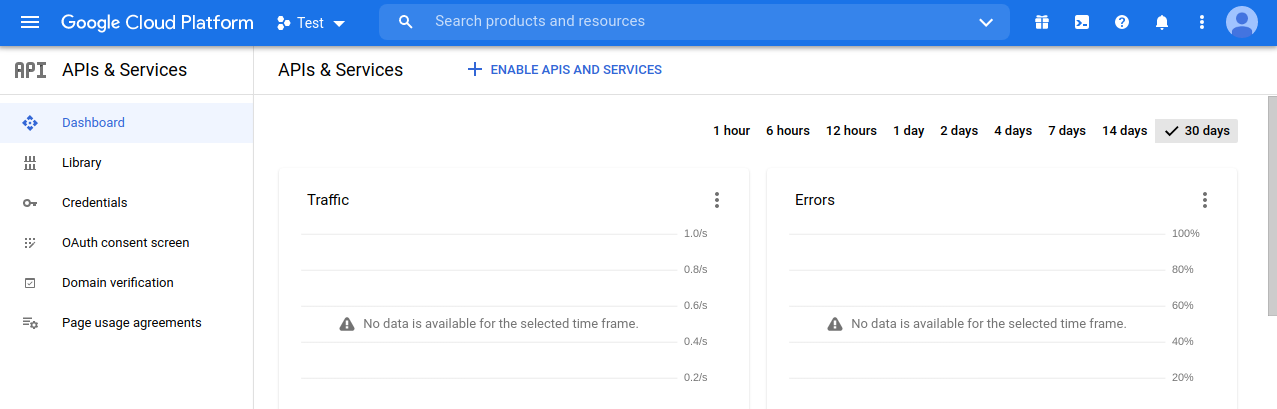 Google Cloud Platform Test Search products and resources
API APIs & Services
APIs & Services ENABLE APIS AND SERVICES
Dashboard
Library
Credentials
OAuth consent screen
Domain verification
Page usage agreements
1 hour 6 hours 12 hours 1 day 2 days 4 days 7 days 14 days 30 days
Traffic
1.0/s
0.8/s
0.6/s
No data is available for the selected time frame.
0.4/s
0.2/s
Errors
100%
80%
60%
No data is available for the selected time frame.
40%
20%